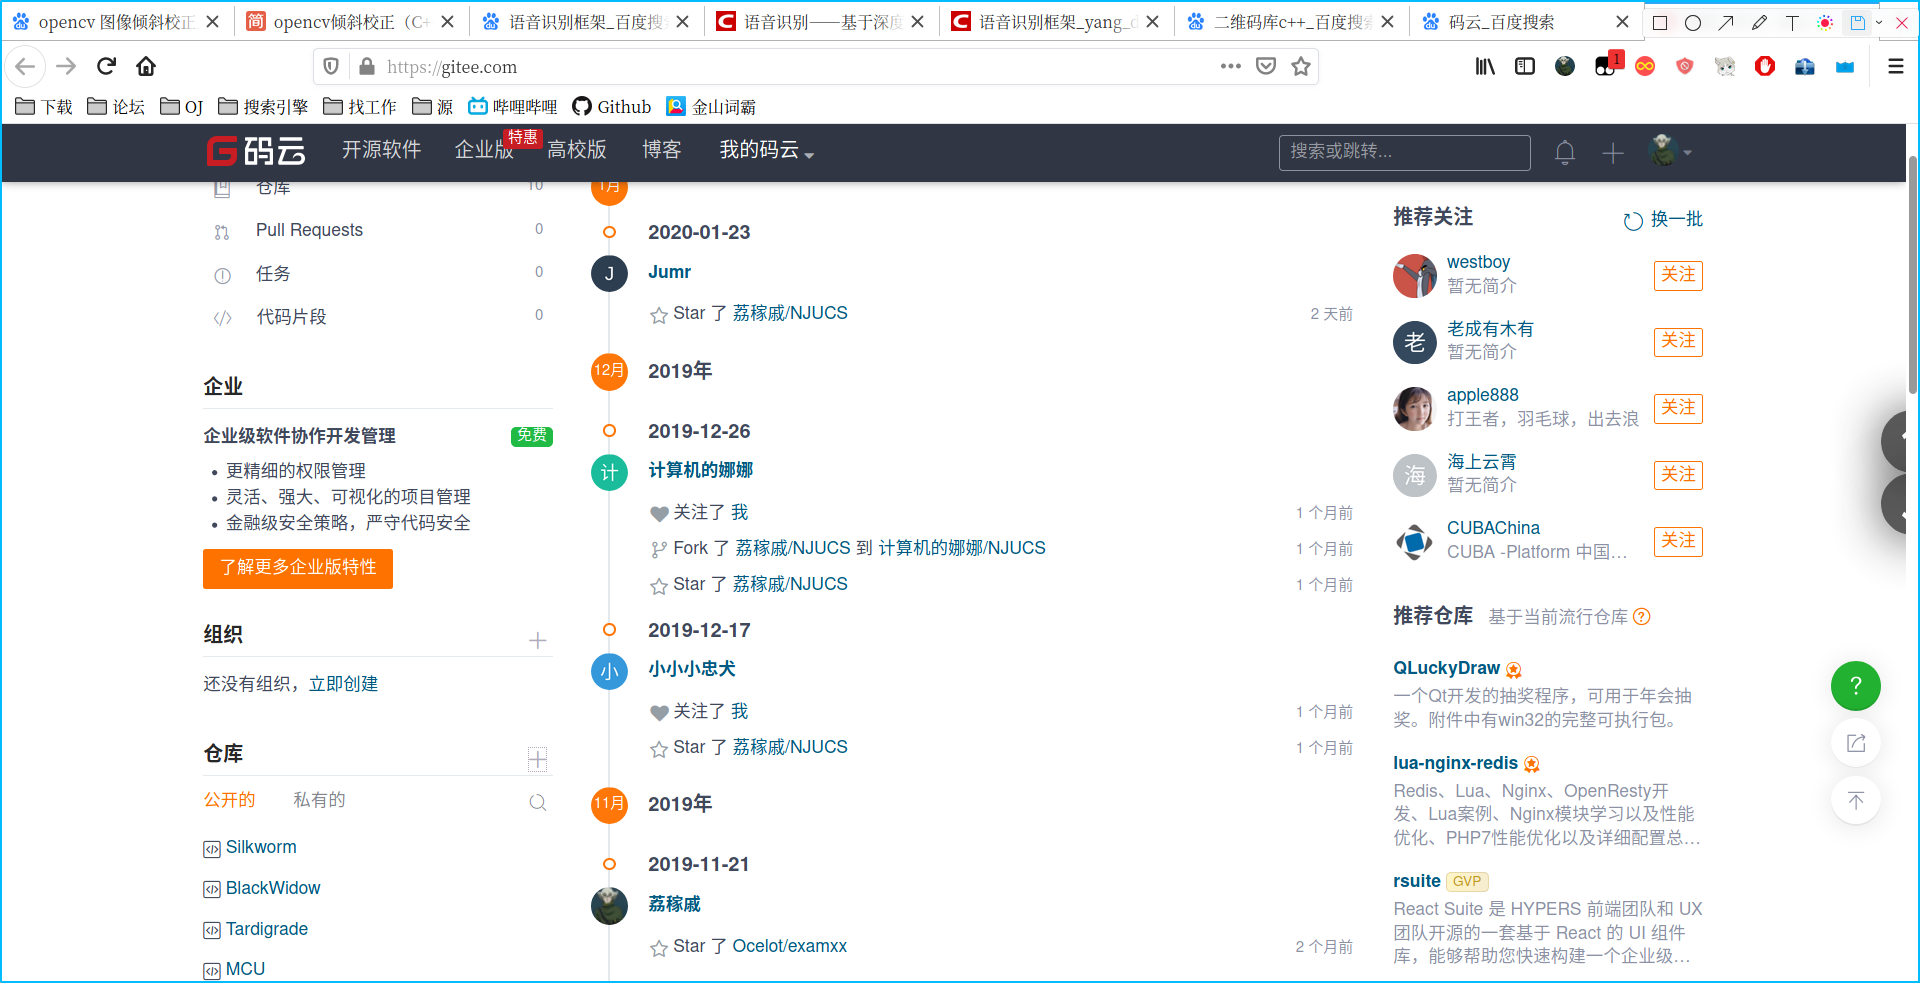 opencv 图像倾斜校正
opencv倾斜校正（C+
语音识别框架_百度搜
语音识别——基于深度
语音识别框架_yang_d
二维码库c++_百度搜
码云_百度搜索
https://gitee.com
1
下载
论坛
OJ
搜索引擎
找工作
源
哔哩哔哩
Github
金山词霸
码云
开源软件
企业版
特惠
高校版
博客
我的码云
搜索或跳转...
仓库 10
Pull Requests 0
任务 0
代码片段 0
企业
企业级软件协作开发管理 免费
更精细的权限管理
灵活、强大、可视化的项目管理
金融级安全策略，严守代码安全
了解更多企业版特性
组织
还没有组织，立即创建
仓库
公开的 私有的
Silkworm
BlackWidow
Tardigrade
MCU
1月
2020-01-23
J Jumr
Star 了 荔稼戚/NJUCS 2 天前
12月 2019年
2019-12-26
计 计算机的娜娜
关注了 我 1 个月前
Fork 了 荔稼戚/NJUCS 到 计算机的娜娜/NJUCS 1 个月前
Star 了 荔稼戚/NJUCS 1 个月前
2019-12-17
小 小小小忠犬
关注了 我 1 个月前
Star 了 荔稼戚/NJUCS 1 个月前
11月 2019年
2019-11-21
荔稼戚
Star 了 Ocelot/examxx 2 个月前
推荐关注 换一批
westboy
暂无简介
关注
老 老成有木有
暂无简介
关注
apple888
打王者，羽毛球，出去浪
关注
海 海上云霄
暂无简介
关注
CUBAChina
CUBA -Platform 中国...
关注
推荐仓库 基于当前流行仓库 ?
QLuckyDraw
一个Qt开发的抽奖程序，可用于年会抽
奖。附件中有win32的完整可执行包。
lua-nginx-redis
Redis、Lua、Nginx、OpenResty开
发、Lua案例、Nginx模块学习以及性能
优化、PHP7性能优化以及详细配置总...
rsuite GVP
React Suite 是 HYPERS 前端团队和 UX
团队开源的一套基于 React 的 UI 组件
库，能够帮助您快速构建一个企业级...
?